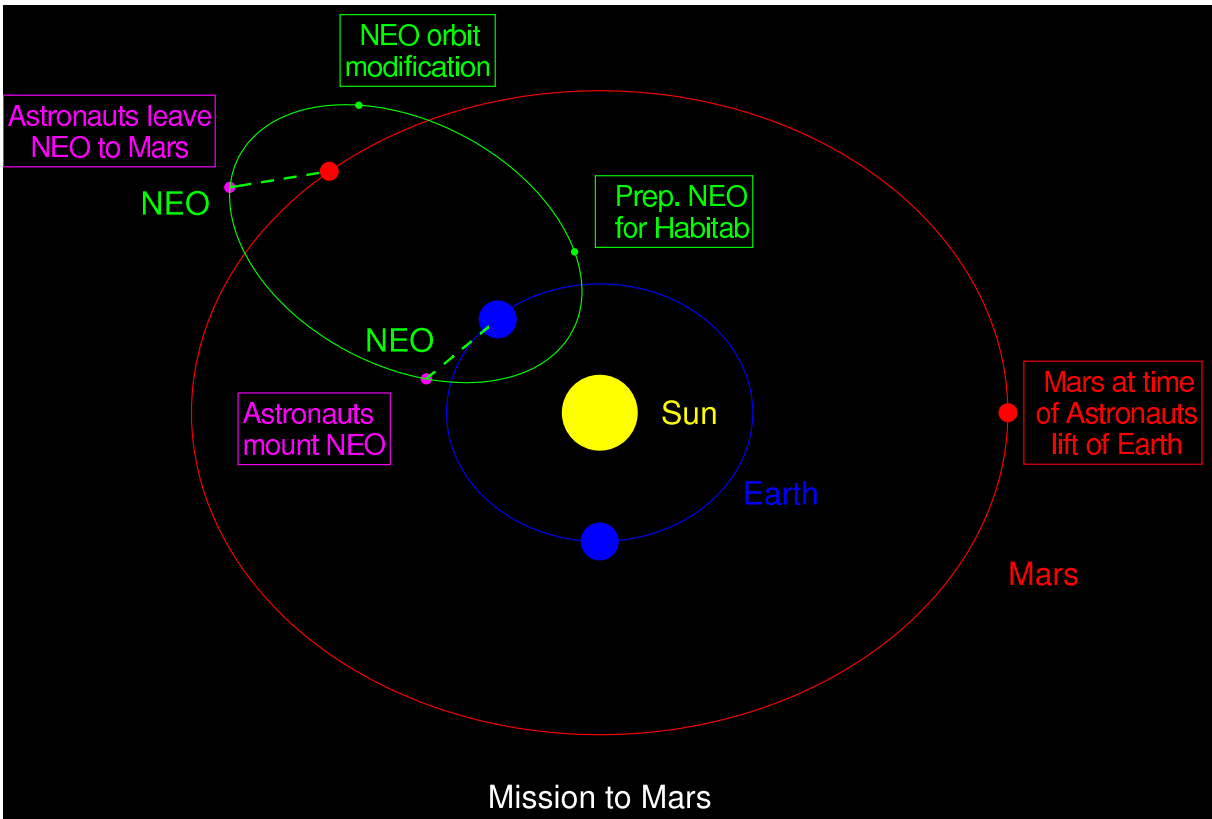 NEO orbit
modification
Astronauts leave
NEO to Mars
NEO
Prep. NEO
for Habitab
NEO
Astronauts
mount NEO
Sun
Mars at time
of Astronauts
lift of Earth
Earth
Mars
Mission to Mars